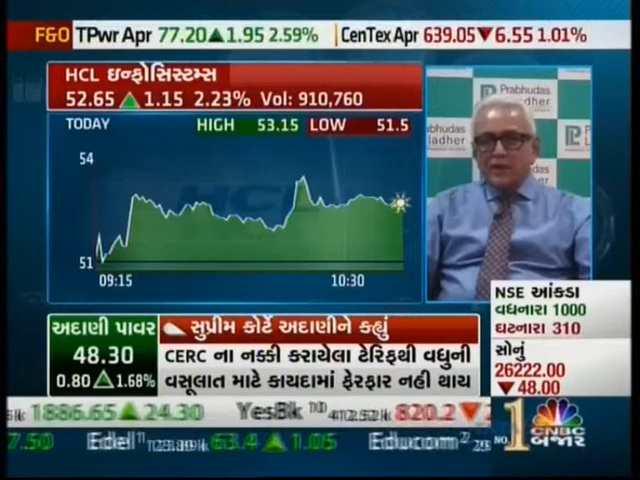 F&O TPwr Apr 77.20 ▲ 1.95 2.59% CenTex Apr 639.05 ▼ 6.55 1.01%
HCL ઇન્ફોસિસ્ટમ્સ
52.65 ▲ 1.15 2.23% Vol: 910,760
TODAY HIGH 53.15 LOW 51.5
54
51
09:15 10:30
Prabhudas
Lladher
Prabhudas
Lladher
NSE આંકડા
વધનારા 1000
ઘટનારા 310
સોનું
26222.00
▼ 48.00
અદાણી પાવર
48.30
0.80 ▲ 1.68%
સુપ્રીમ કોર્ટે અદાણીને કહ્યું
CERC ના નક્કી કરાયેલા ટેરિફથી વધુની
વસૂલાત માટે કાયદામાં ફેરફાર નહી થાય
1886.65 ▲ 24.30 YesBk 820.2 ▼
7.50 Edel 63.4 ▲ 1.05 Educom
No. 1 CNBC
બજાર